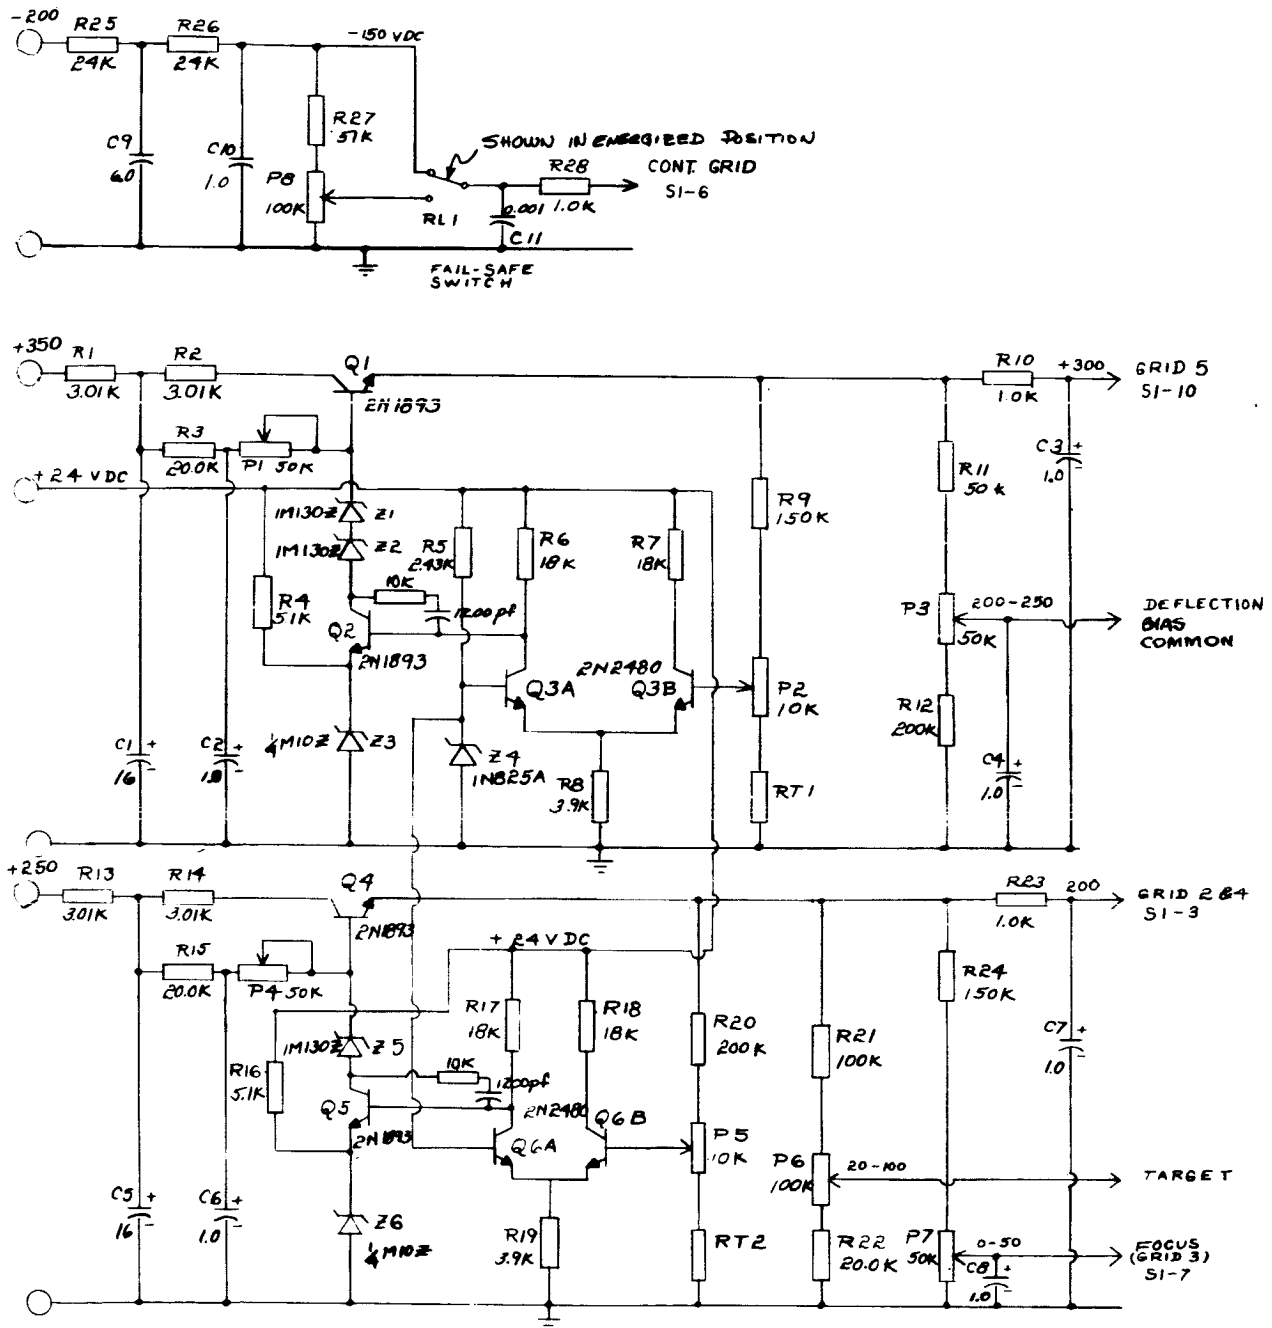 -200
R25
24K
R26
24K
-150 VDC
C9
6.0
C10
1.0
R27
51K
P8
100K
SHOWN IN ENERGIZED POSITION
R28
1.0K
CONT. GRID
S1-6
RL1
0.001
C11
FAIL-SAFE
SWITCH
+350
R1
3.01K
R2
3.01K
Q1
2N1893
R10
1.0K
+300
GRID 5
S1-10
R3
20.0K
P1 50K
+24 VDC
C3
+
1.0
-
R11
50K
1M130Z Z1
1M130Z Z2
R5
2.43K
R6
18K
R7
18K
R9
150K
R4
51K
10K
1200pf
Q2
2N1893
2N2480
Q3A
Q3B
P2
10K
P3
50K
200-250
DEFLECTION
BIAS
COMMON
R12
200K
C1
+
16
-
C2
+
-
1/4M10Z
Z3
Z4
1N825A
R8
3.9K
RT1
C4
+
1.0
-
+250
R13
3.01K
R14
3.01K
Q4
2N1893
R23
1.0K
200
GRID 2&4
S1-3
R15
20.0K
P4 50K
+24 VDC
R17
18K
R18
18K
R20
200K
R21
100K
R24
150K
C7
+
1.0
1M130Z Z5
R16
5.1K
10K
1200pf
Q5
2N1893
2N2480
Q6A
Q6B
P5
10K
P6
100K
20-100
TARGET
C5
+
16
-
C6
+
1.0
-
Z6
1/4M10Z
R19
3.9K
RT2
R22
20.0K
P7
50K
0-50
C8
+
1.0
-
FOCUS
(GRID 3)
S1-7